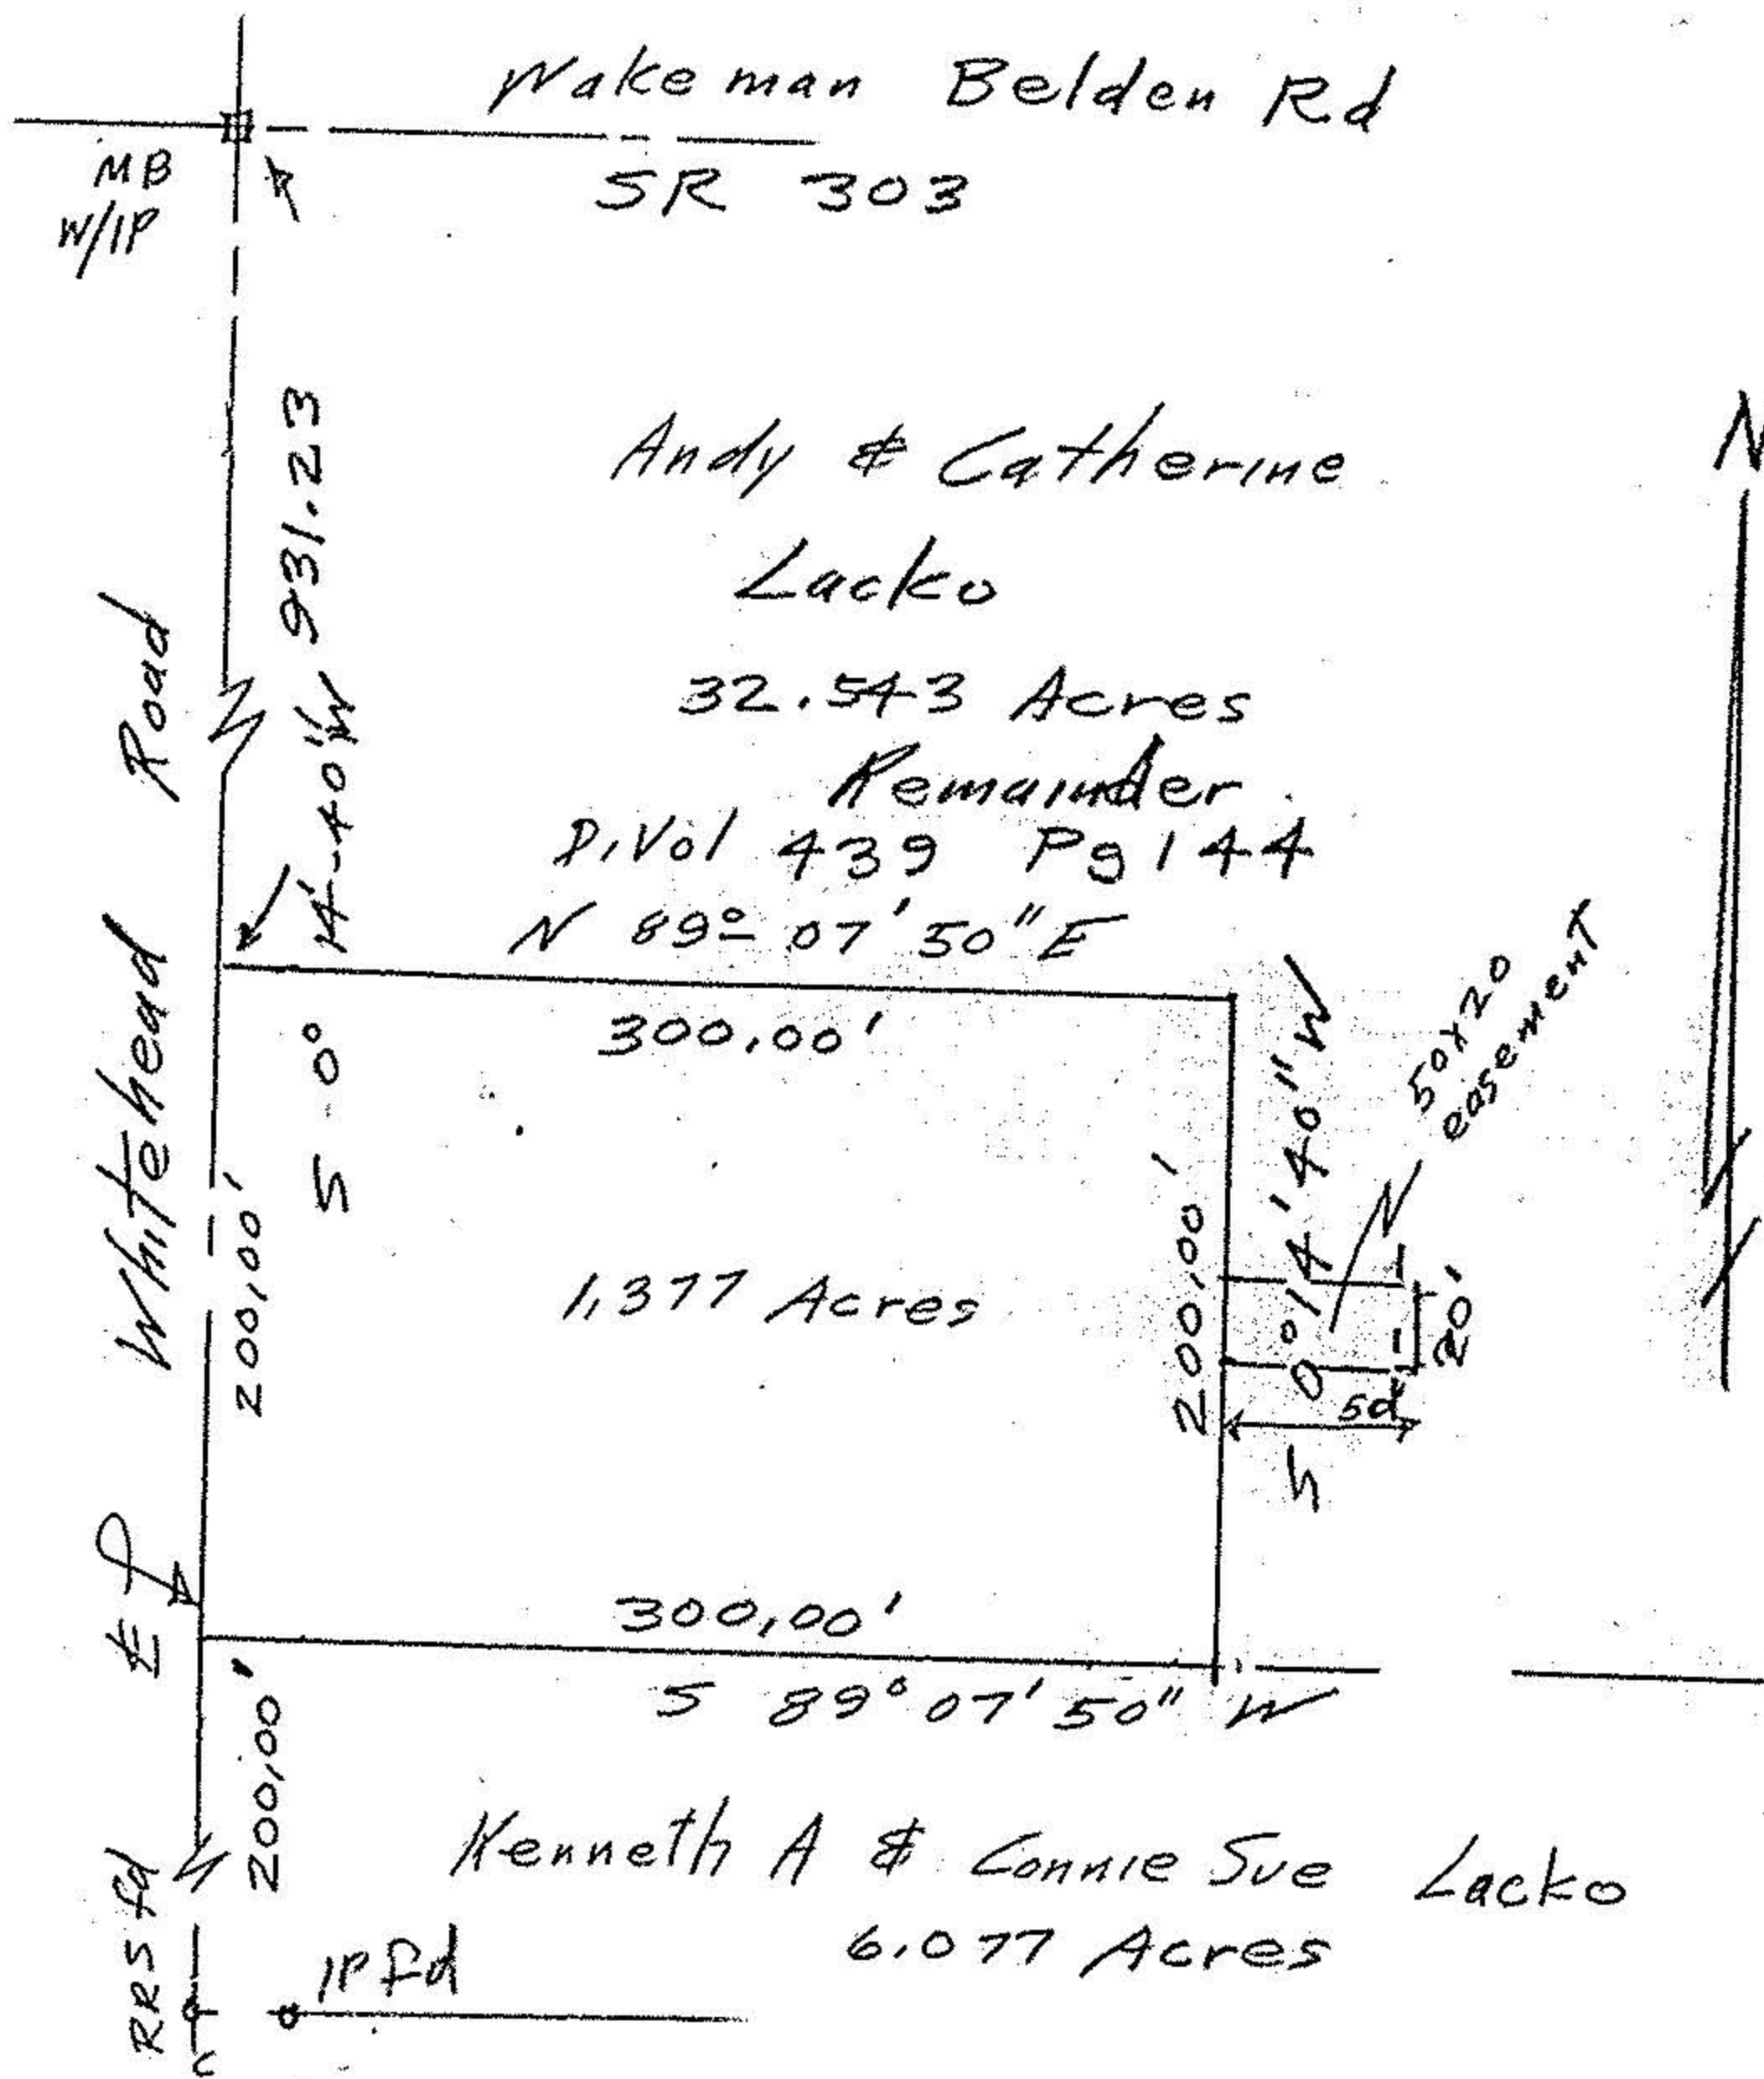 Wakeman Belden Rd
SR 303
MB
W/IP
Andy & Catherine
Lacko
32.543 Acres
Remainder
D.Vol 439 Pg 144
N 89° 07' 50" E
300.00'
S 0° 14'-40" W 931.23
Whitehead Road
200.00'
1.377 Acres
200.00'
S 0° 14' 40" W
50x20
easement
N
20'
50'
300.00'
S 89° 07' 50" W
200.00'
Kenneth A & Connie Sue Lacko
6.077 Acres
RRS fd
IP fd